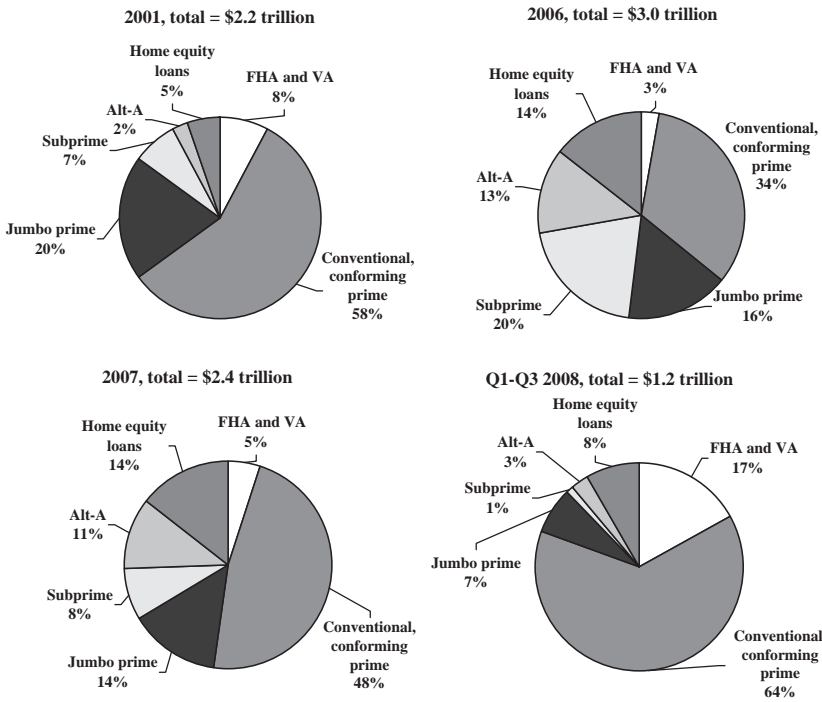 2001, total = $2.2 trillion
Home equity
loans
5%
FHA and VA
8%
Alt-A
2%
Subprime
7%
Jumbo prime
20%
Conventional,
conforming
prime
58%
2006, total = $3.0 trillion
Home equity
loans
14%
FHA and VA
3%
Conventional,
conforming
prime
34%
Alt-A
13%
Subprime
20%
Jumbo prime
16%
2007, total = $2.4 trillion
Home equity
loans
14%
FHA and VA
5%
Alt-A
11%
Subprime
8%
Jumbo prime
14%
Conventional,
conforming
prime
48%
Q1-Q3 2008, total = $1.2 trillion
Home equity
loans
8%
Alt-A
3%
FHA and VA
17%
Subprime
1%
Jumbo prime
7%
Conventional
conforming
prime
64%